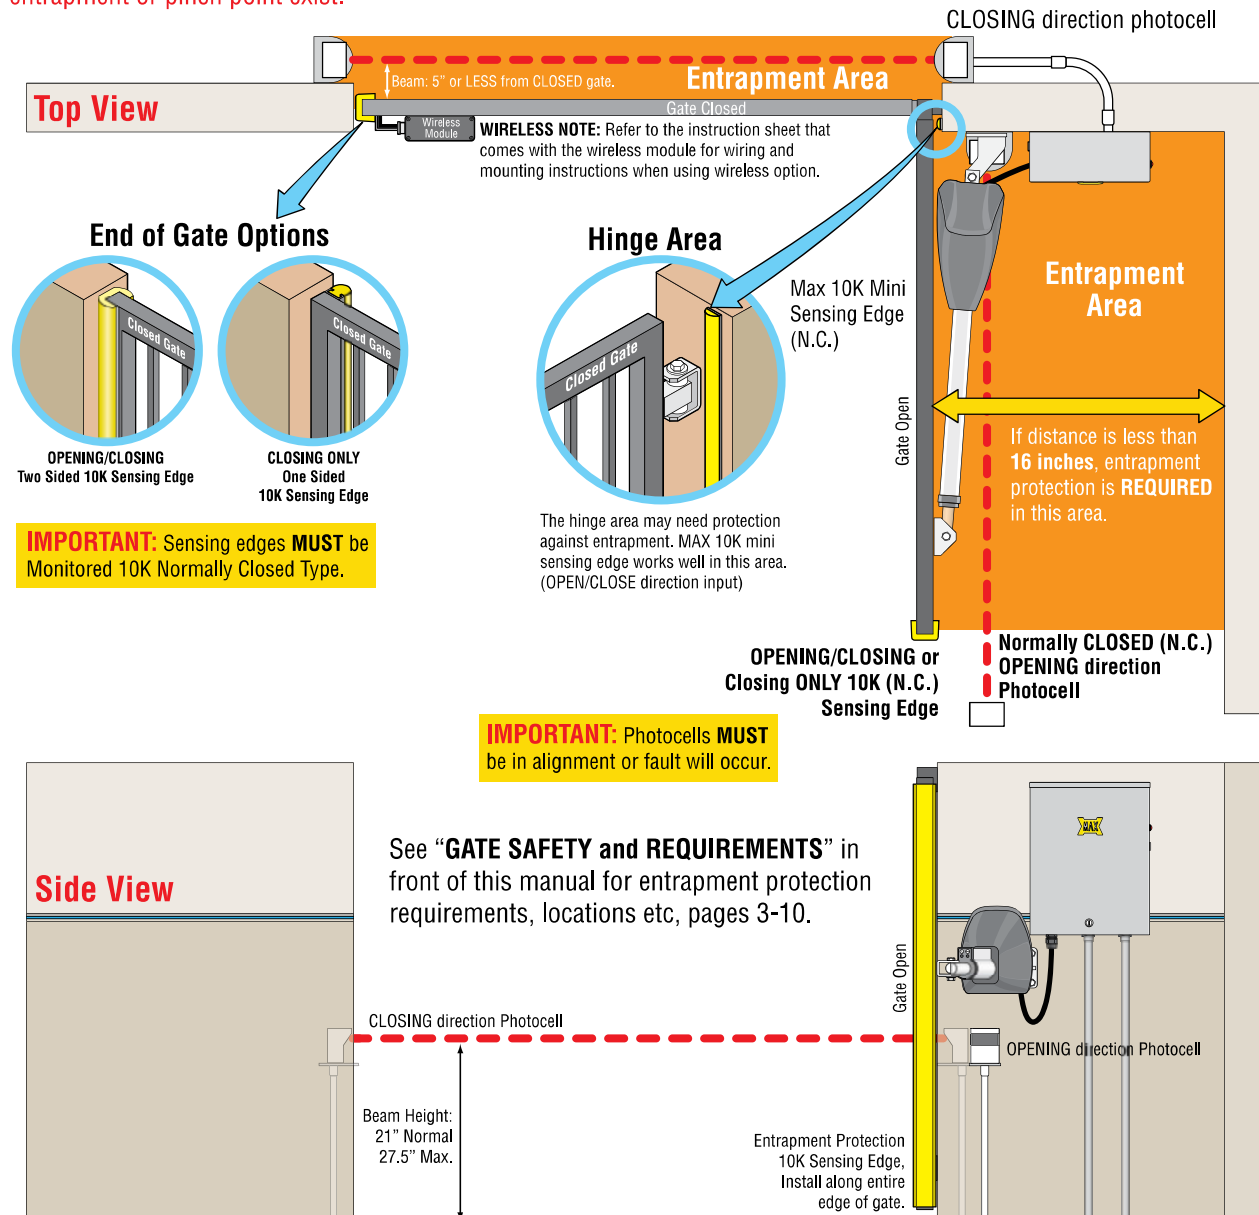 entrapment or pinch point exist.
CLOSING direction photocell
Beam: 5” or LESS from CLOSED gate.
Entrapment Area
Top View
Gate Closed
Wireless
Module
WIRELESS NOTE: Refer to the instruction sheet that
comes with the wireless module for wiring and
mounting instructions when using wireless option.
End of Gate Options
Closed Gate
Closed Gate
OPENING/CLOSING
Two Sided 10K Sensing Edge
CLOSING ONLY
One Sided
10K Sensing Edge
IMPORTANT: Sensing edges MUST be
Monitored 10K Normally Closed Type.
Hinge Area
Closed Gate
Max 10K Mini
Sensing Edge
(N.C.)
The hinge area may need protection
against entrapment. MAX 10K mini
sensing edge works well in this area.
(OPEN/CLOSE direction input)
Gate Open
Entrapment
Area
If distance is less than
16 inches, entrapment
protection is REQUIRED
in this area.
OPENING/CLOSING or
Closing ONLY 10K (N.C.)
Sensing Edge
Normally CLOSED (N.C.)
OPENING direction
Photocell
IMPORTANT: Photocells MUST
be in alignment or fault will occur.
Side View
See “GATE SAFETY and REQUIREMENTS” in
front of this manual for entrapment protection
requirements, locations etc, pages 3-10.
MAX
Gate Open
CLOSING direction Photocell
OPENING direction Photocell
Beam Height:
21” Normal
27.5” Max.
Entrapment Protection
10K Sensing Edge,
Install along entire
edge of gate.